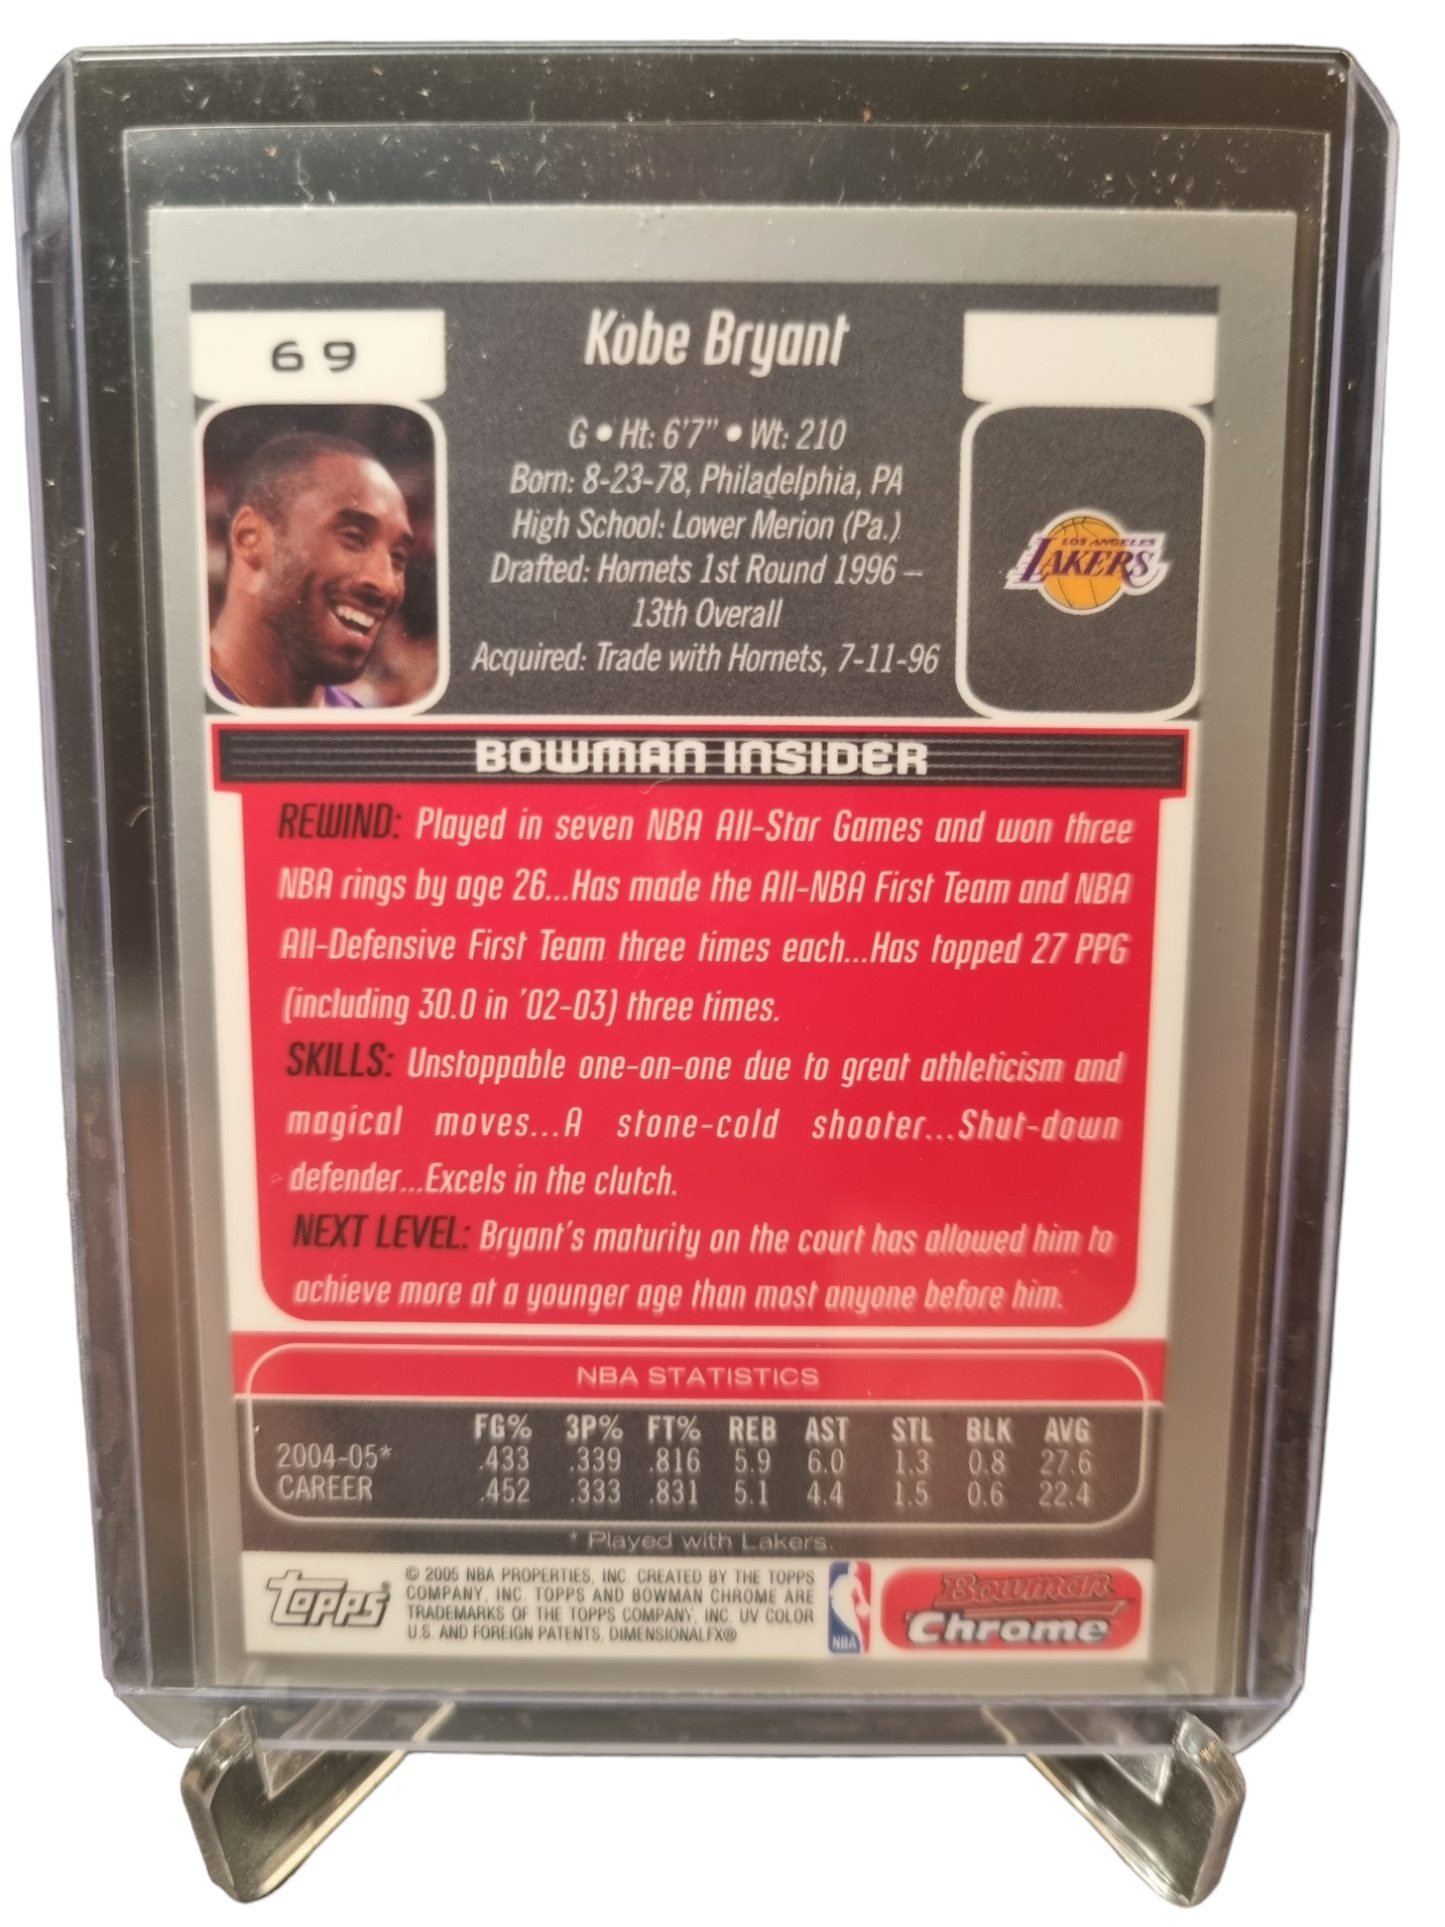 69
Kobe Bryant
G • Ht: 6'7" • Wt: 210
Born: 8-23-78, Philadelphia, PA
High School: Lower Merion (Pa.)
Drafted: Hornets 1st Round 1996 –
13th Overall
Acquired: Trade with Hornets, 7-11-96
LOS ANGELES
LAKERS
BOWMAN INSIDER
REWIND: Played in seven NBA All-Star Games and won three
NBA rings by age 26...Has made the All-NBA First Team and NBA
All-Defensive First Team three times each...Has topped 27 PPG
(including 30.0 in '02-03) three times.
SKILLS: Unstoppable one-on-one due to great athleticism and
magical moves...A stone-cold shooter...Shut-down
defender...Excels in the clutch.
NEXT LEVEL: Bryant's maturity on the court has allowed him to
achieve more at a younger age than most anyone before him.
NBA STATISTICS
FG% 3P% FT% REB AST STL BLK AVG
2004-05* .433 .339 .816 5.9 6.0 1.3 0.8 27.6
CAREER .452 .333 .831 5.1 4.4 1.5 0.6 22.4
* Played with Lakers.
Topps®
© 2005 NBA PROPERTIES, INC. CREATED BY THE TOPPS
COMPANY, INC. TOPPS AND BOWMAN CHROME ARE
TRADEMARKS OF THE TOPPS COMPANY, INC. UV COLOR
U.S. AND FOREIGN PATENTS, DIMENSIONALFX®
NBA
Bowman
Chrome